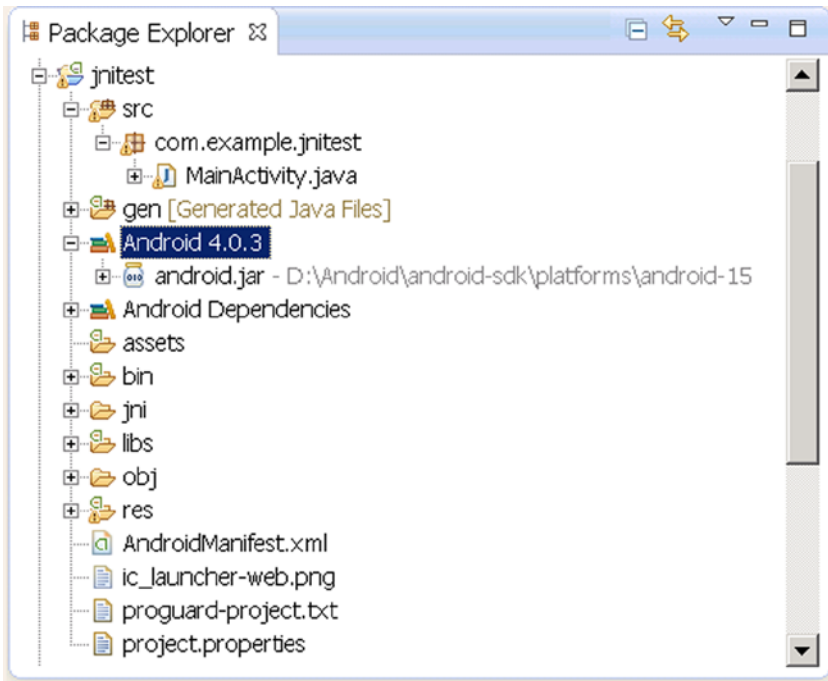 Package Explorer
jnitest
src
com.example.jnitest
MainActivity.java
gen [Generated Java Files]
Android 4.0.3
android.jar - D:\Android\android-sdk\platforms\android-15
Android Dependencies
assets
bin
jni
libs
obj
res
AndroidManifest.xml
ic_launcher-web.png
proguard-project.txt
project.properties